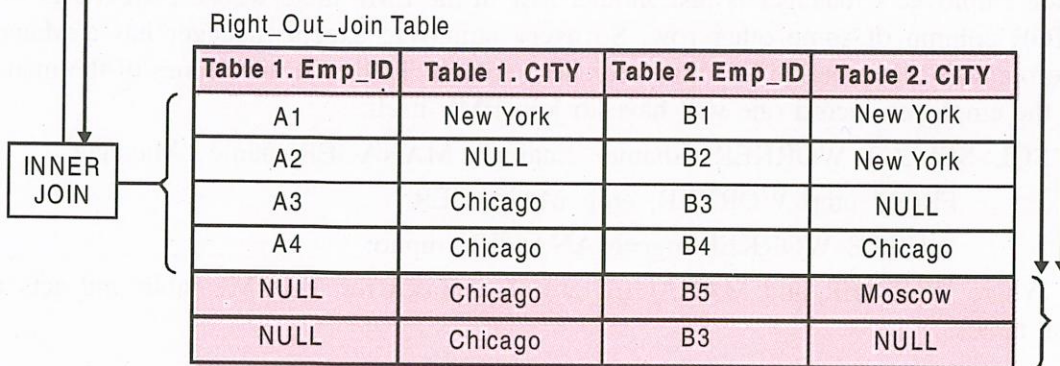 Right_Out_Join Table
Table 1. Emp_ID Table 1. CITY Table 2. Emp_ID Table 2. CITY
A1 New York B1 New York
A2 NULL B2 New York
INNER
JOIN
A3 Chicago B3 NULL
A4 Chicago B4 Chicago
NULL Chicago B5 Moscow
NULL Chicago B3 NULL